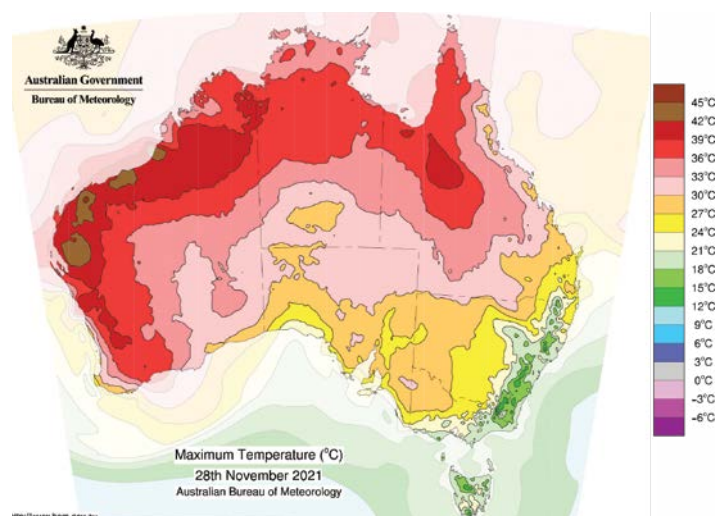 Australian Government
Bureau of Meteorology
45°C
42°C
39°C
36°C
33°C
30°C
27°C
24°C
21°C
18°C
15°C
12°C
9°C
6°C
3°C
0°C
–3°C
–6°C
Maximum Temperature (°C)
28th November 2021
Australian Bureau of Meteorology